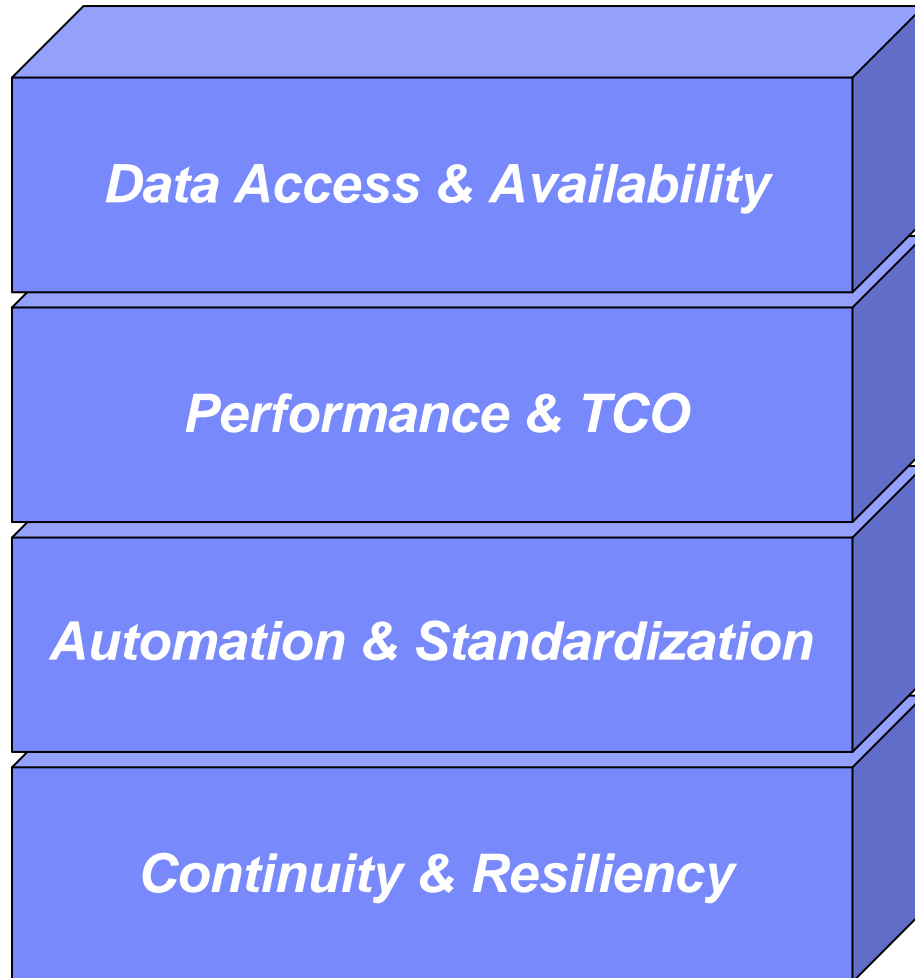 Data Access & Availability
Performance & TCO
Automation & Standardization
Continuity & Resiliency